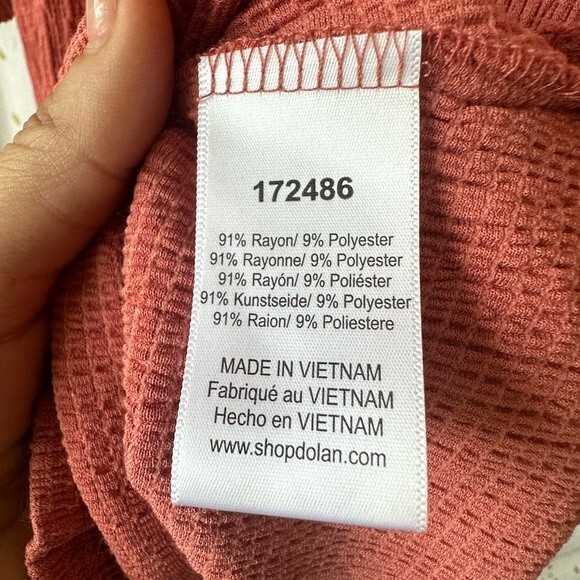 172486
91% Rayon/ 9% Polyester
91% Rayonne/ 9% Polyester
91% Rayón/ 9% Poliéster
91% Kunstseide/ 9% Polyester
91% Raion/ 9% Poliestere
MADE IN VIETNAM
Fabriqué au VIETNAM
Hecho en VIETNAM
www.shopdolan.com